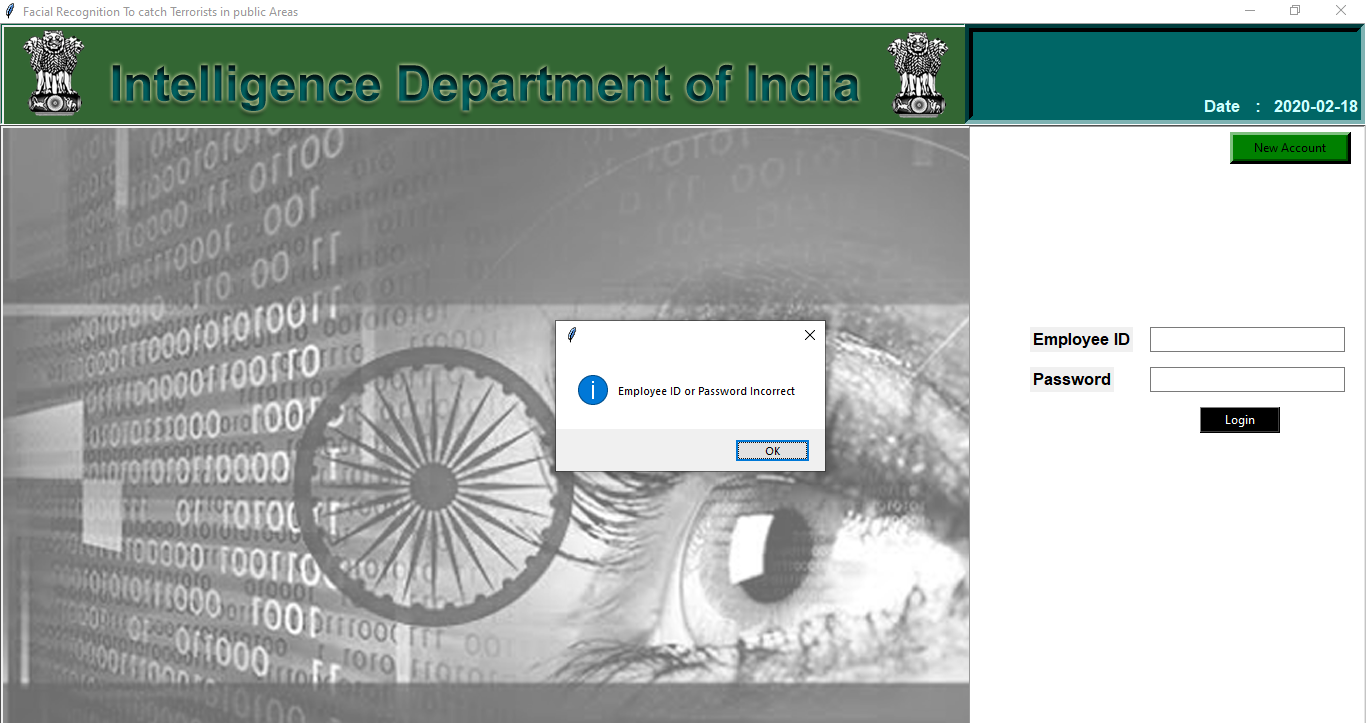 Facial Recognition To catch Terrorists in public Areas
Intelligence Department of India
Date : 2020-02-18
New Account
Employee ID
Password
Login
Employee ID or Password Incorrect
OK